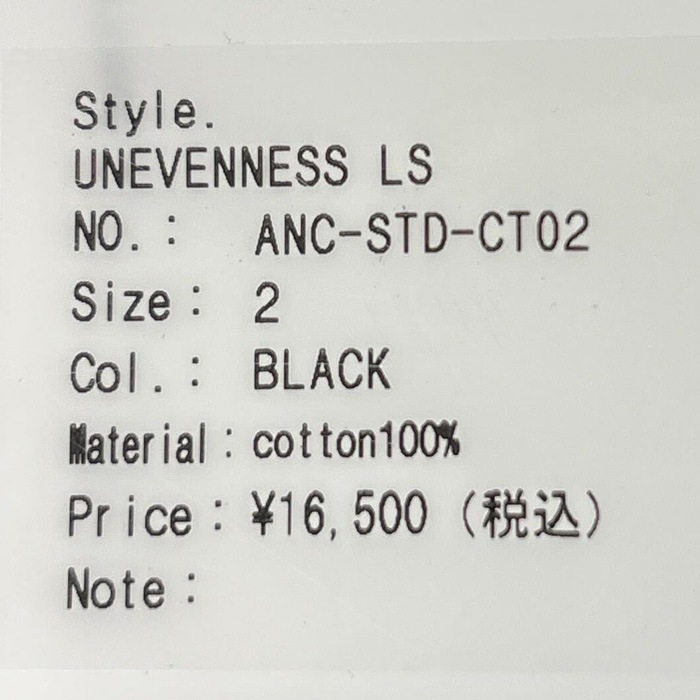 Style.
UNEVENNESS LS
NO.: ANC-STD-CT02
Size: 2
Col.: BLACK
Material: cotton100%
Price: ¥16,500 (税込)
Note: